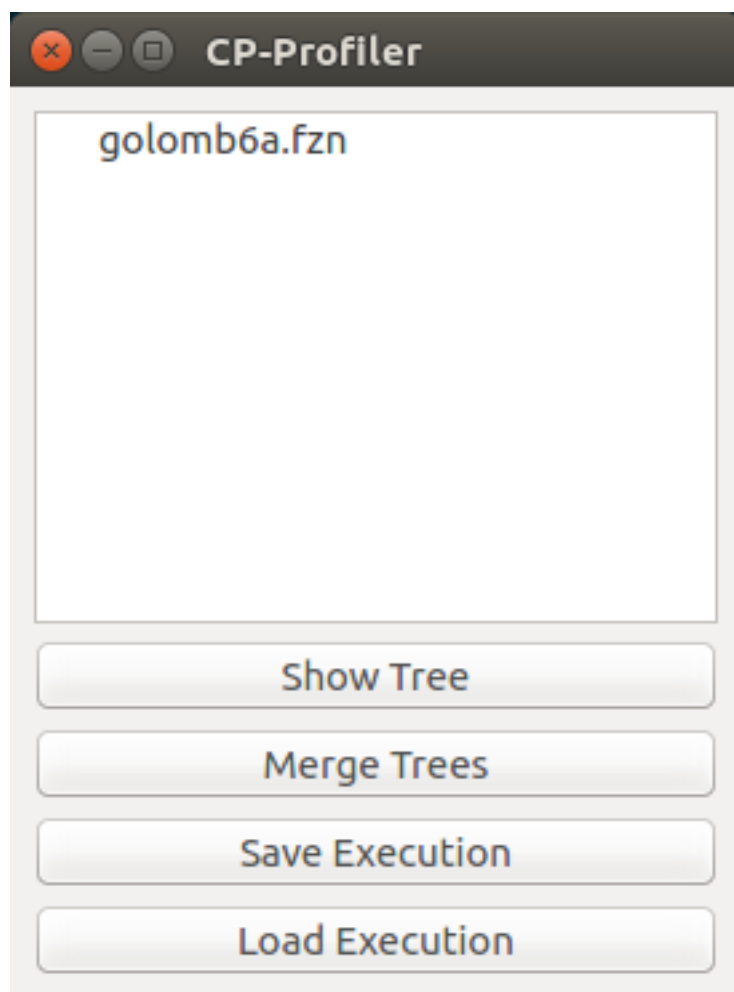 CP-Profiler
golomb6a.fzn
Show Tree
Merge Trees
Save Execution
Load Execution